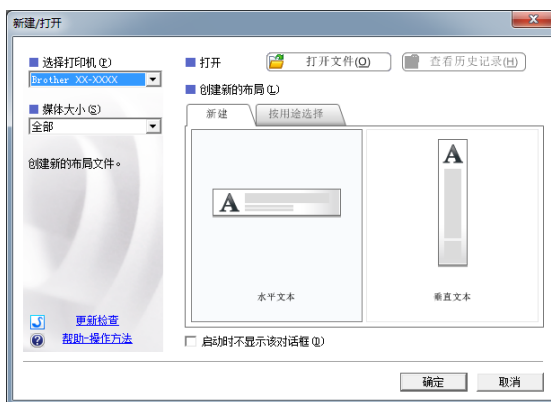 新建/打开
选择打印机(P)
Brother XX-XXXX
媒体大小(S)
全部
创建新的布局文件。
更新检查
帮助-操作方法
打开
打开文件(O)
查看历史记录(H)
创建新的布局(L)
新建
按用途选择
A
水平文本
A
垂直文本
启动时不显示该对话框(D)
确定
取消